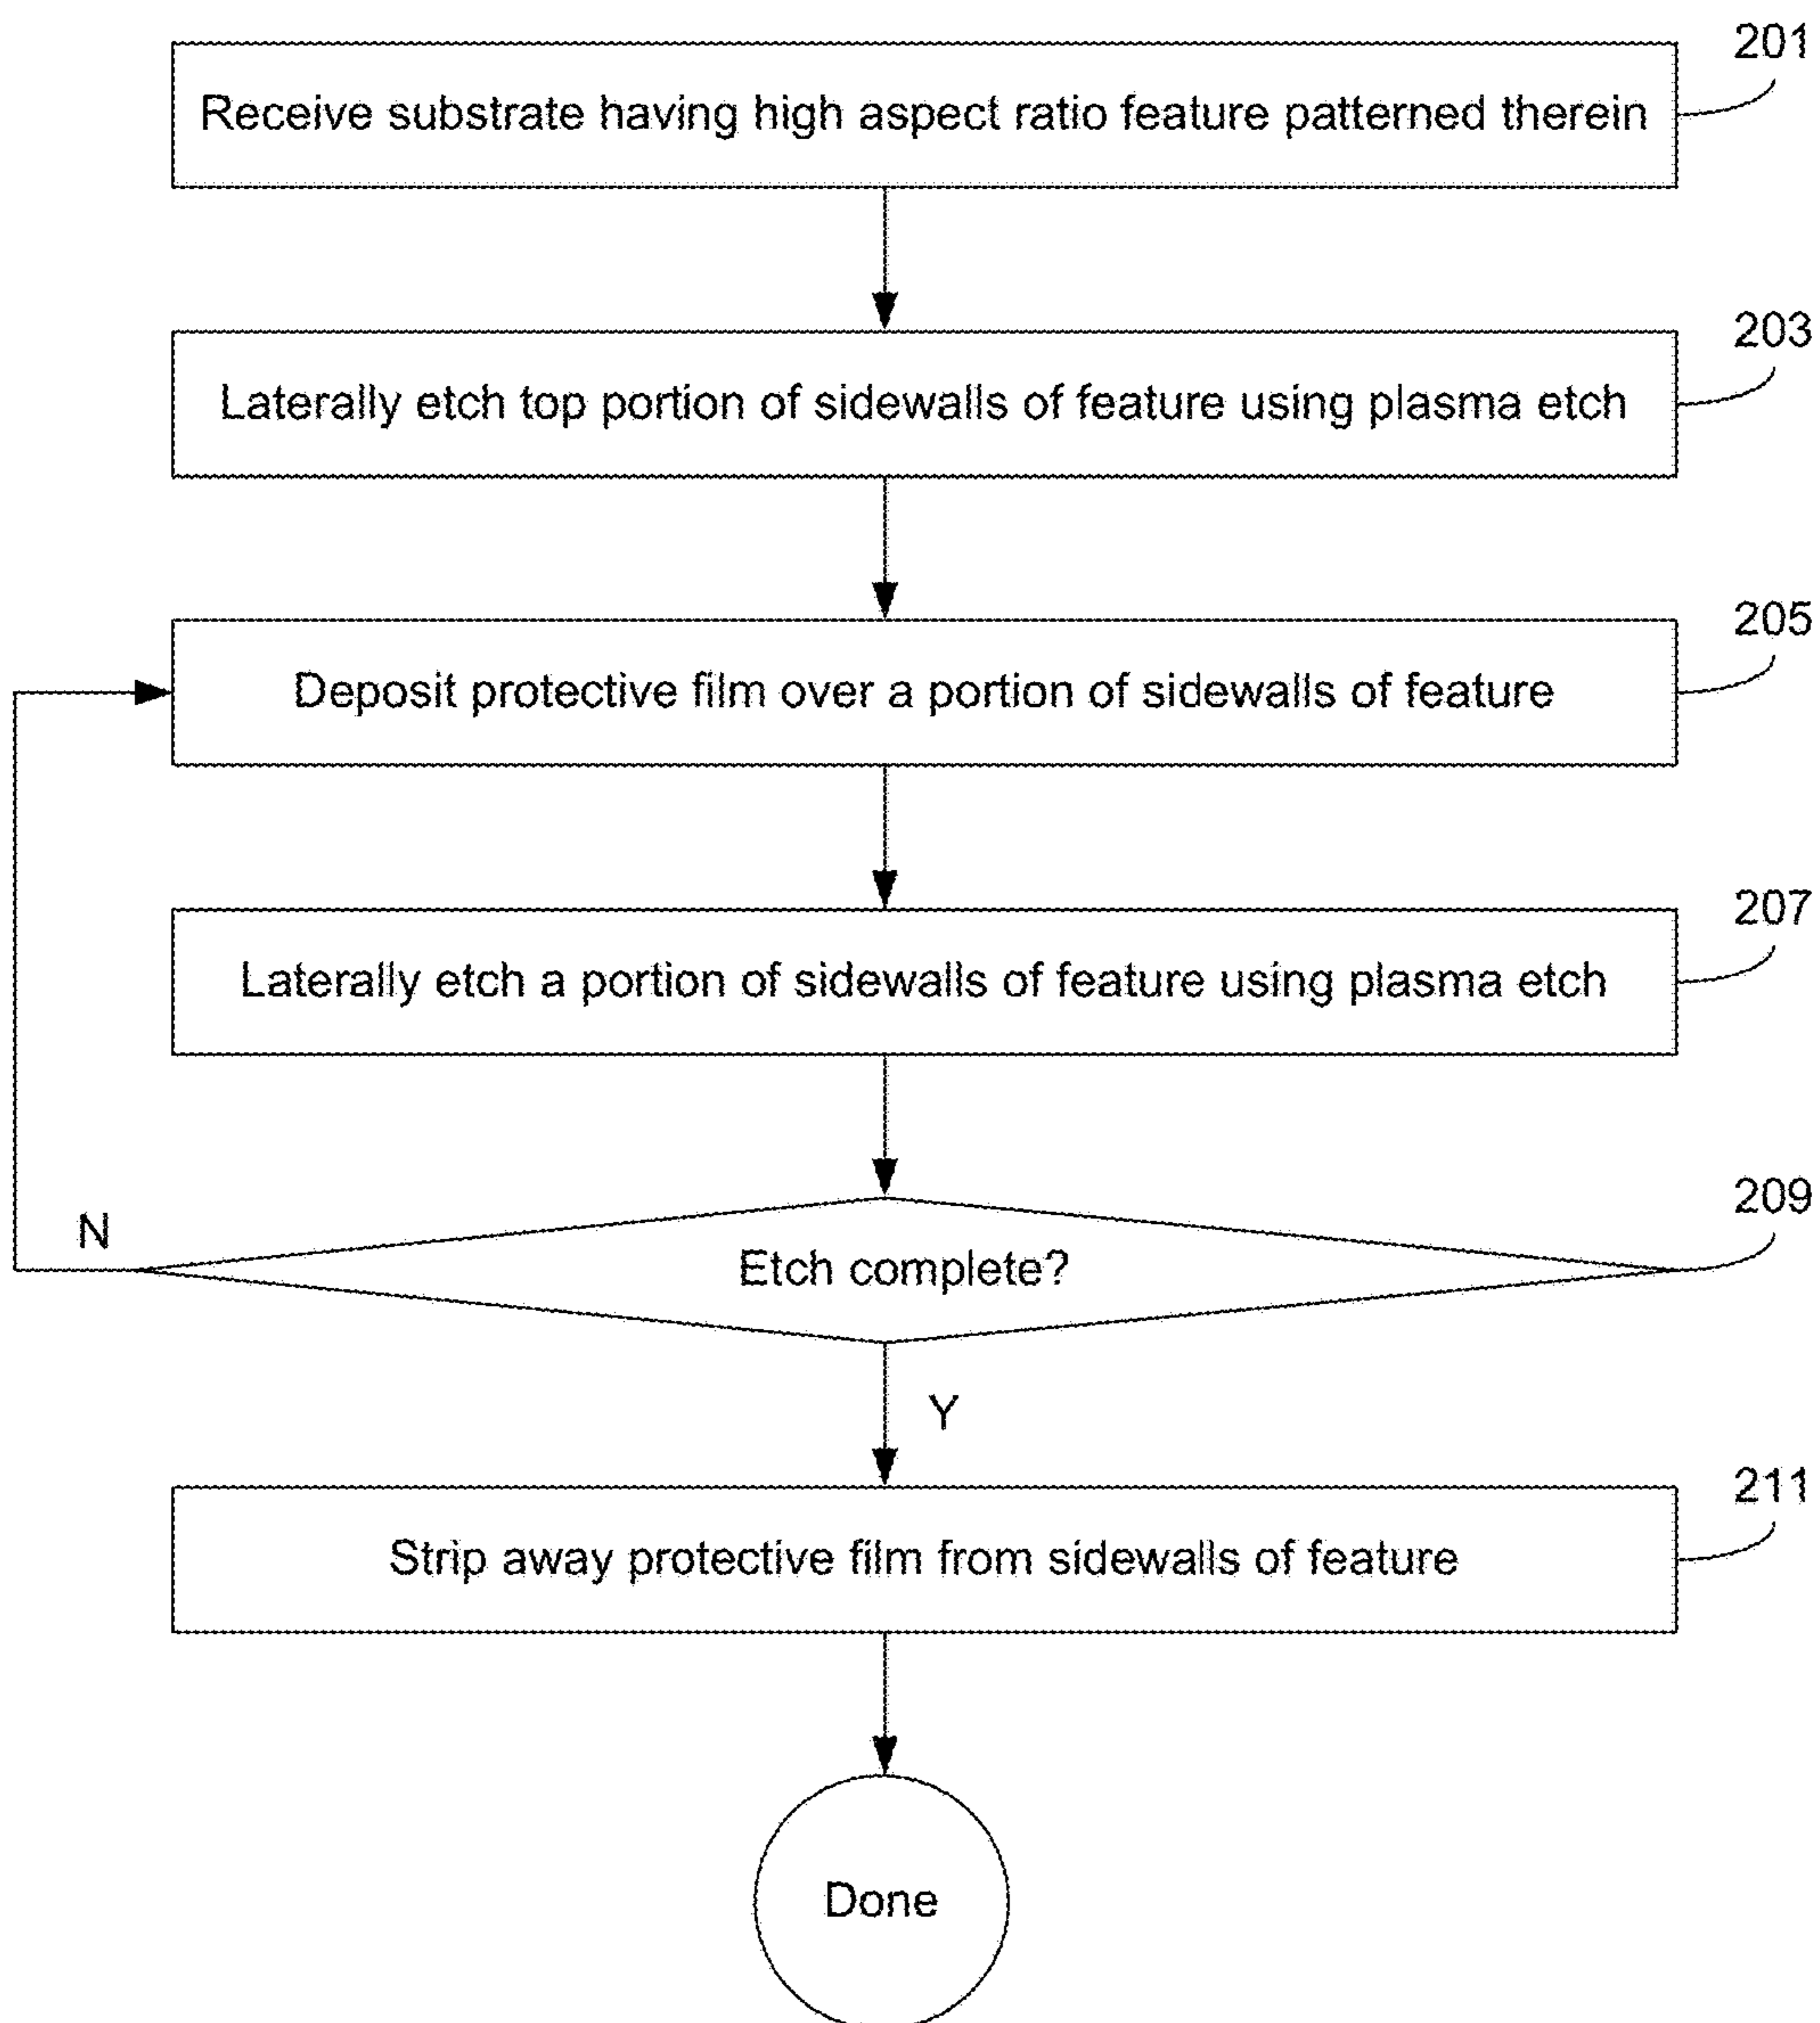 201
Receive substrate having high aspect ratio feature patterned therein
203
Laterally etch top portion of sidewalls of feature using plasma etch
205
Deposit protective film over a portion of sidewalls of feature
207
Laterally etch a portion of sidewalls of feature using plasma etch
209
N
Etch complete?
Y
211
Strip away protective film from sidewalls of feature
Done